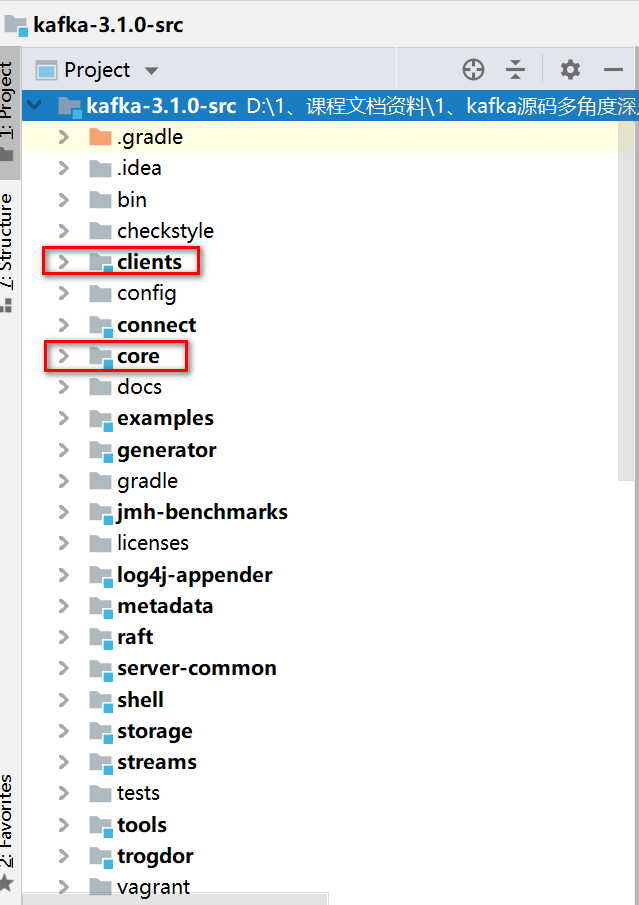 kafka-3.1.0-src
Project
kafka-3.1.0-src D:\1、课程文档资料\1、kafka源码多角度深
.gradle
.idea
bin
checkstyle
clients
config
connect
core
docs
examples
generator
gradle
jmh-benchmarks
licenses
log4j-appender
metadata
raft
server-common
shell
storage
streams
tests
tools
trogdor
vagrant
1: Project
7: Structure
2: Favorites